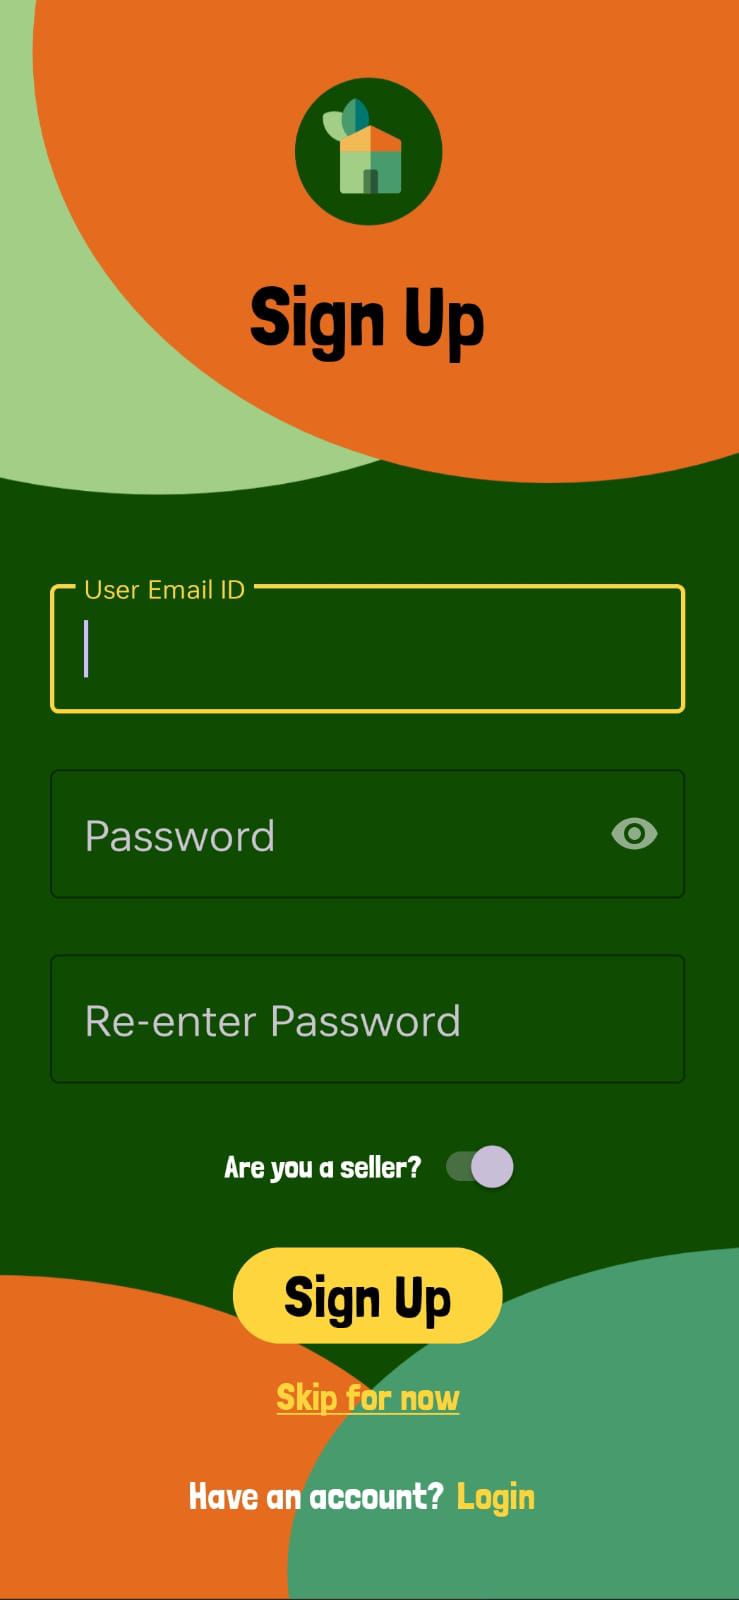 Sign Up
User Email ID
Password
Re-enter Password
Are you a seller?
Sign Up
Skip for now
Have an account? Login